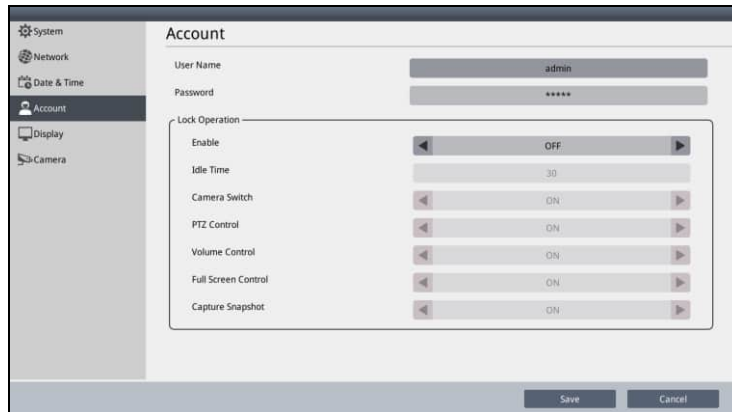 System
Network
Date & Time
Account
Display
Camera
Account
User Name admin
Password *****
Lock Operation
Enable OFF
Idle Time 30
Camera Switch ON
PTZ Control ON
Volume Control ON
Full Screen Control ON
Capture Snapshot ON
Save Cancel